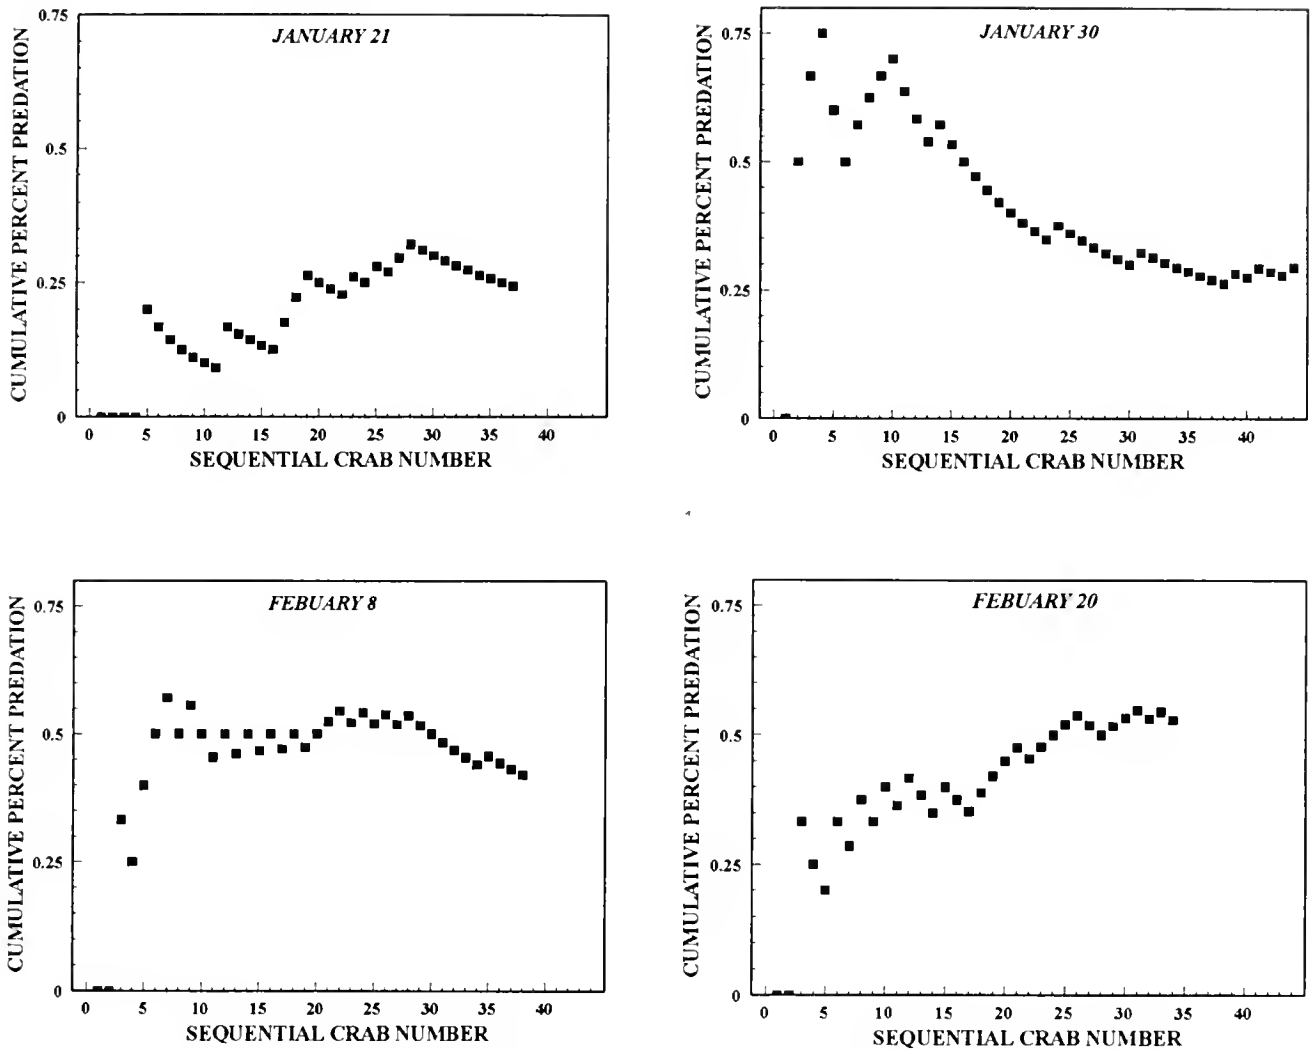 JANUARY 21
CUMULATIVE PERCENT PREDATION
0.75
0.5
0.25
0
0 5 10 15 20 25 30 35 40
SEQUENTIAL CRAB NUMBER
JANUARY 30
CUMULATIVE PERCENT PREDATION
0.75
0.5
0.25
0
0 5 10 15 20 25 30 35 40
SEQUENTIAL CRAB NUMBER
FEBUARY 8
CUMULATIVE PERCENT PREDATION
0.75
0.5
0.25
0
0 5 10 15 20 25 30 35 40
SEQUENTIAL CRAB NUMBER
FEBUARY 20
CUMULATIVE PERCENT PREDATION
0.75
0.5
0.25
0
0 5 10 15 20 25 30 35 40
SEQUENTIAL CRAB NUMBER